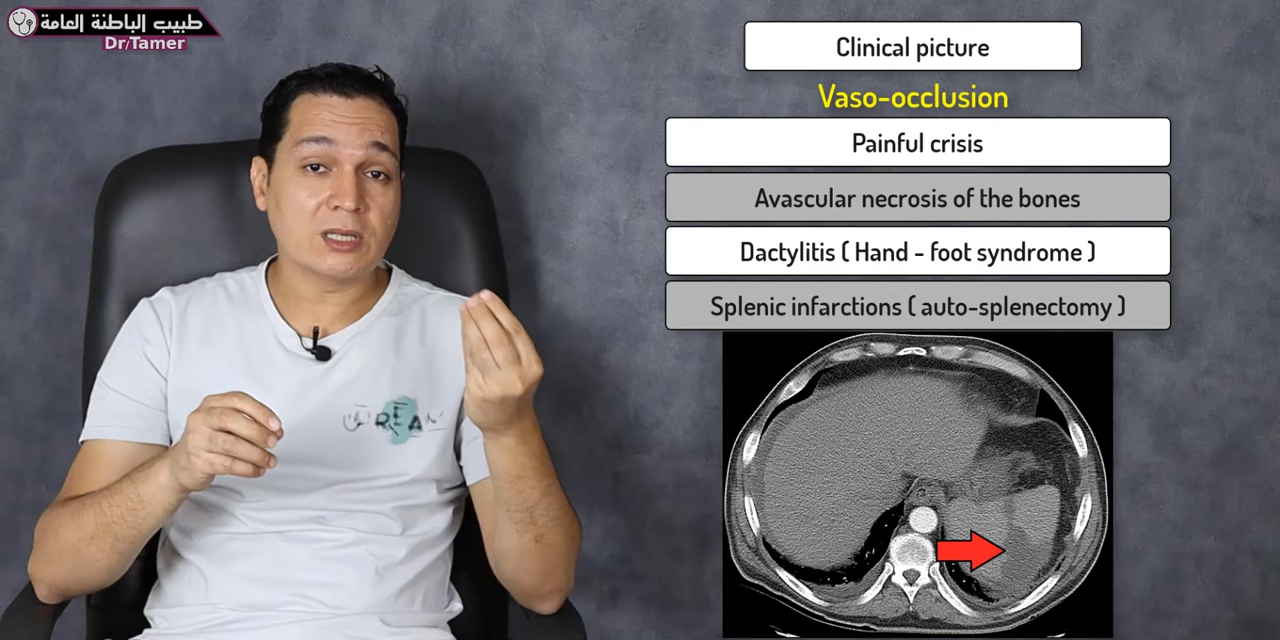 طبيب الباطنة العامة
Dr/Tamer
Clinical picture
Vaso-occlusion
Painful crisis
Avascular necrosis of the bones
Dactylitis ( Hand - foot syndrome )
Splenic infarctions ( auto-splenectomy )